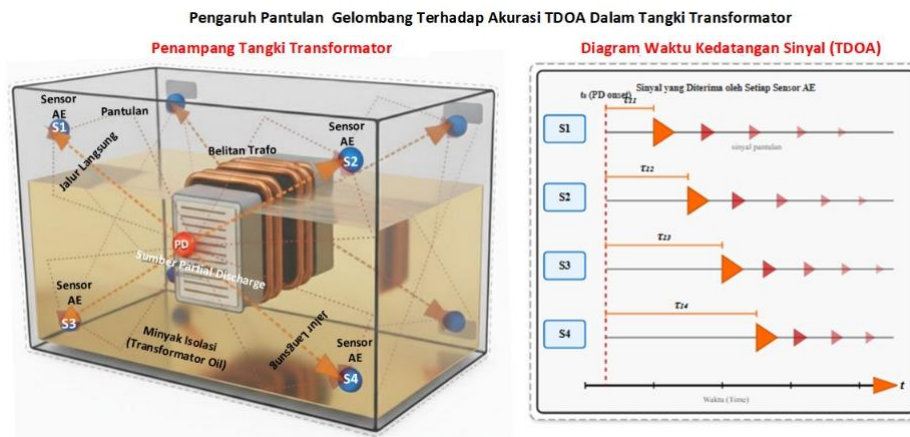 Pengaruh Pantulan Gelombang Terhadap Akurasi TDOA Dalam Tangki Transformator
Penampang Tangki Transformator
Sensor
AE
S1
Pantulan
Jalur Langsung
Belitan Trafo
Sensor
AE
S2
PD
Sumber Partial Discharge
Sensor
AE
S3
Minyak Isolasi
(Transformator Oil)
Jalur Langsung
Sensor
AE
S4
Diagram Waktu Kedatangan Sinyal (TDOA)
Sinyal yang Diterima oleh Setiap Sensor AE
t₀ (PD onset)
S1
τ₂₁
sinyal pantulan
S2
τ₂₂
S3
τ₂₃
S4
τ₂₄
t
Waktu (Time)